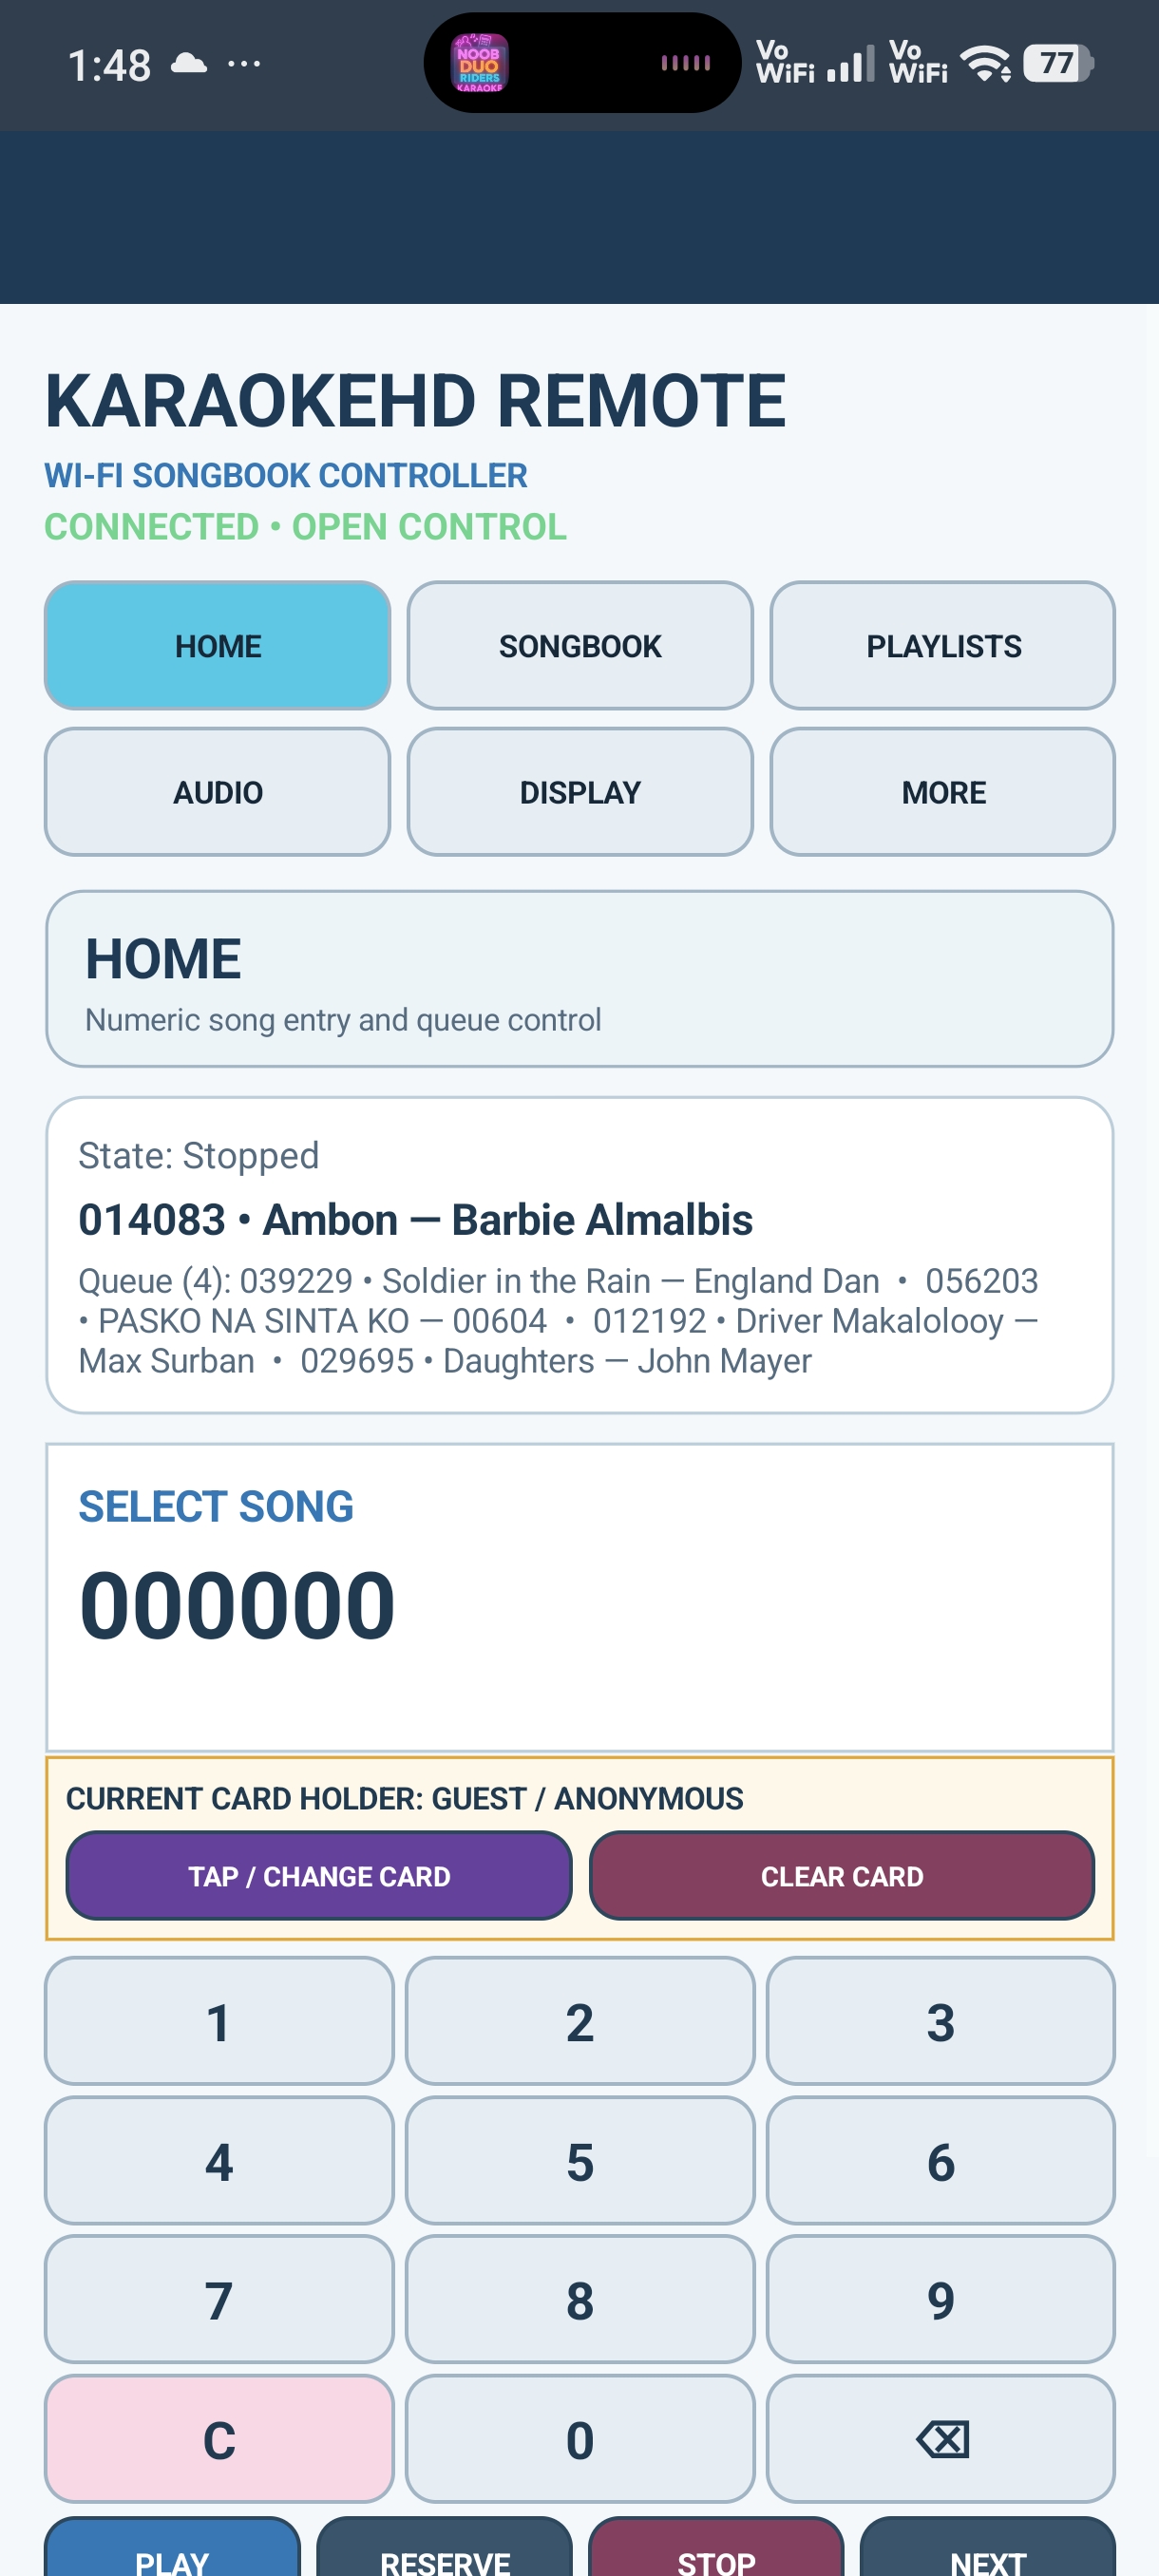 1:48 ...
NOOB
DUO
RIDERS
KARAOKE
Vo
WiFi
Vo
WiFi
77
KARAOKEHD REMOTE
WI-FI SONGBOOK CONTROLLER
CONNECTED • OPEN CONTROL
HOME SONGBOOK PLAYLISTS
AUDIO DISPLAY MORE
HOME
Numeric song entry and queue control
State: Stopped
014083 • Ambon — Barbie Almalbis
Queue (4): 039229 • Soldier in the Rain — England Dan • 056203
• PASKO NA SINTA KO — 00604 • 012192 • Driver Makalolooy —
Max Surban • 029695 • Daughters — John Mayer
SELECT SONG
000000
CURRENT CARD HOLDER: GUEST / ANONYMOUS
TAP / CHANGE CARD CLEAR CARD
1 2 3
4 5 6
7 8 9
C 0
PLAY RESERVE STOP NEXT